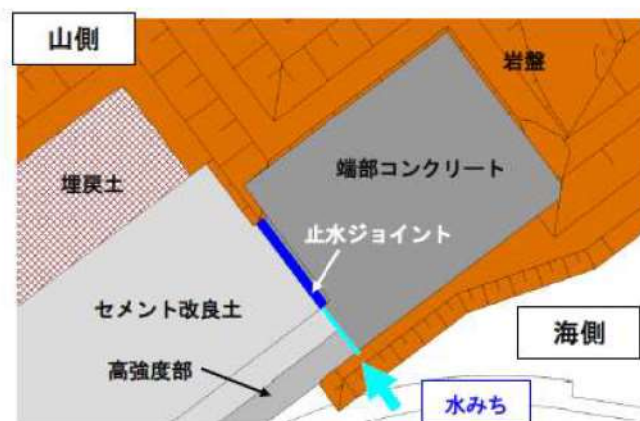 山側
岩盤
端部コンクリート
埋戻土
止水ジョイント
セメント改良土
海側
高強度部
水みち